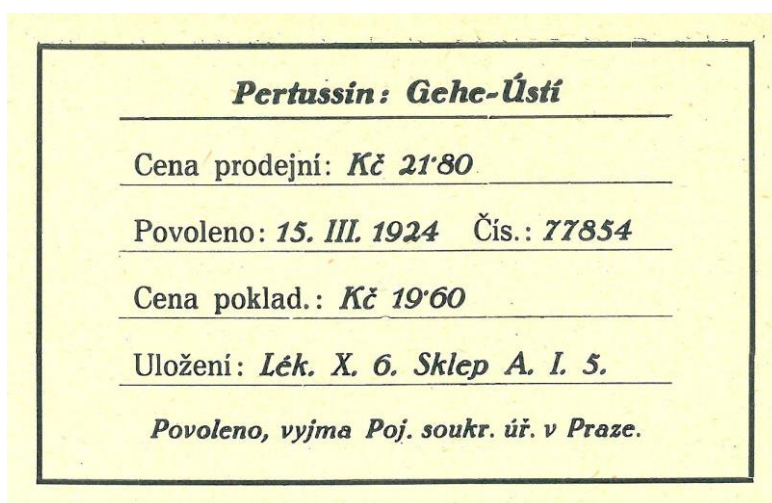 Pertussin: Gehe-Ústí
Cena prodejní: Kč 21·80
Povoleno: 15. III. 1924 Čís.: 77854
Cena poklad.: Kč 19·60
Uložení: Lék. X. 6. Sklep A. I. 5.
Povoleno, vyjma Poj. soukr. úř. v Praze.